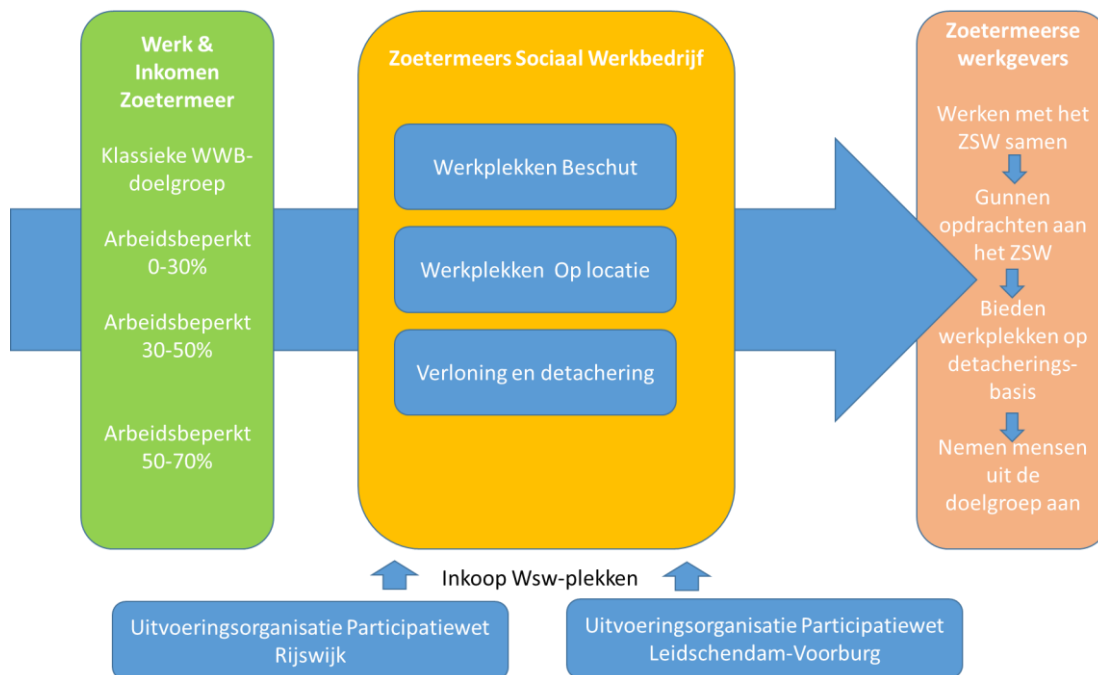 Werk &
Inkomen
Zoetermeer
Klassieke WWB-
doelgroep
Arbeidsbeperkt
0-30%
Arbeidsbeperkt
30-50%
Arbeidsbeperkt
50-70%
Zoetermeers Sociaal Werkbedrijf
Werkplekken Beschut
Werkplekken Op locatie
Verloning en detachering
Zoetermeerse
werkgevers
Werken met het
ZSW samen
Gunnen
opdrachten aan
het ZSW
Bieden
werkplekken op
detacherings-
basis
Nemen mensen
uit de
doelgroep aan
Inkoop Wsw-plekken
Uitvoeringsorganisatie Participatiewet
Rijswijk
Uitvoeringsorganisatie Participatiewet
Leidschendam-Voorburg